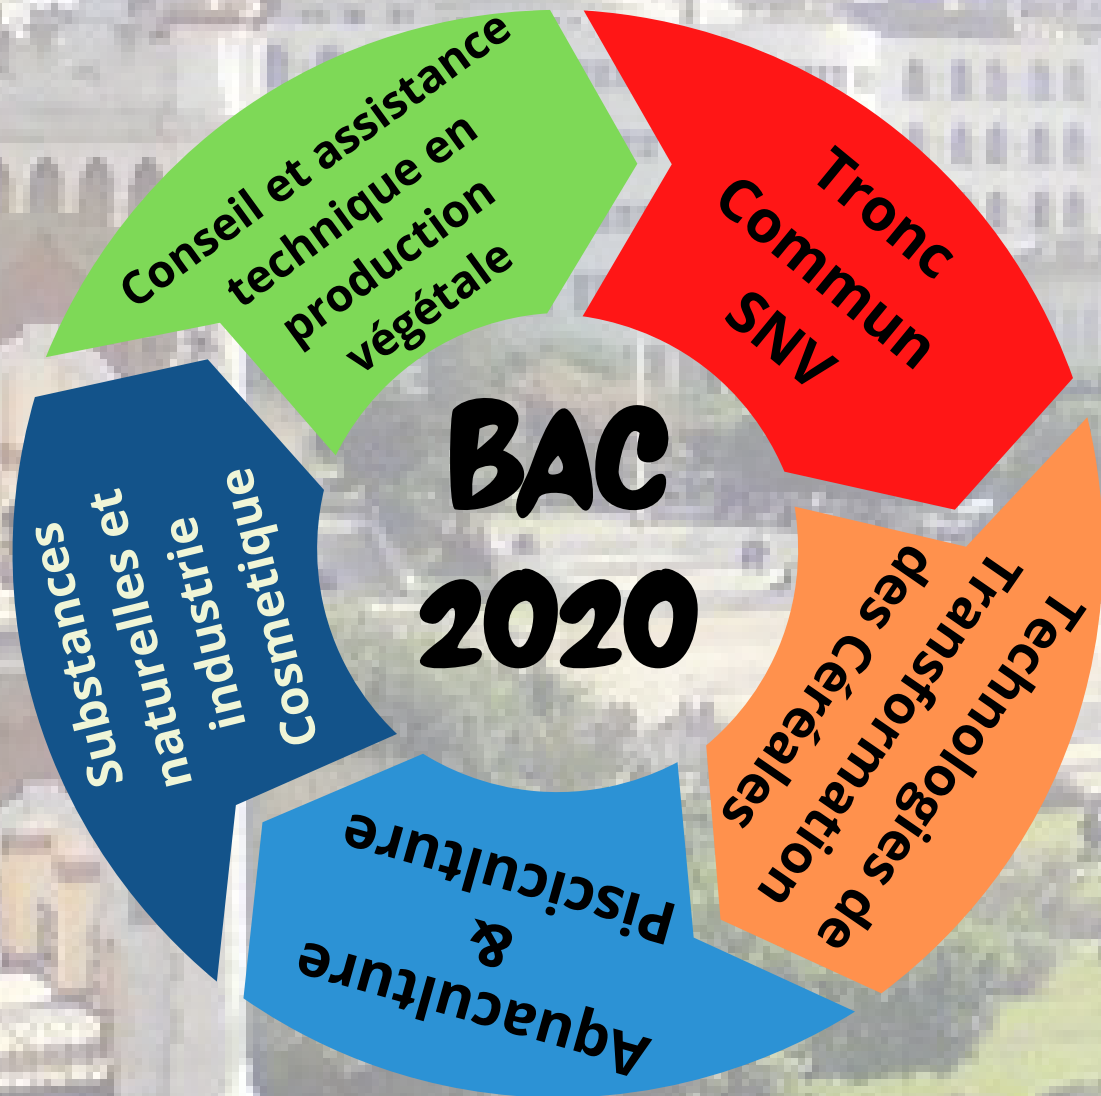 BAC
2020
Tronc
Commun
SNV
Technologies de
Transformation
des Céréales
Aquaculture
&
Pisciculture
Substances
naturelles et
industrie
Cosmetique
Conseil et assistance
technique en
production
végétale